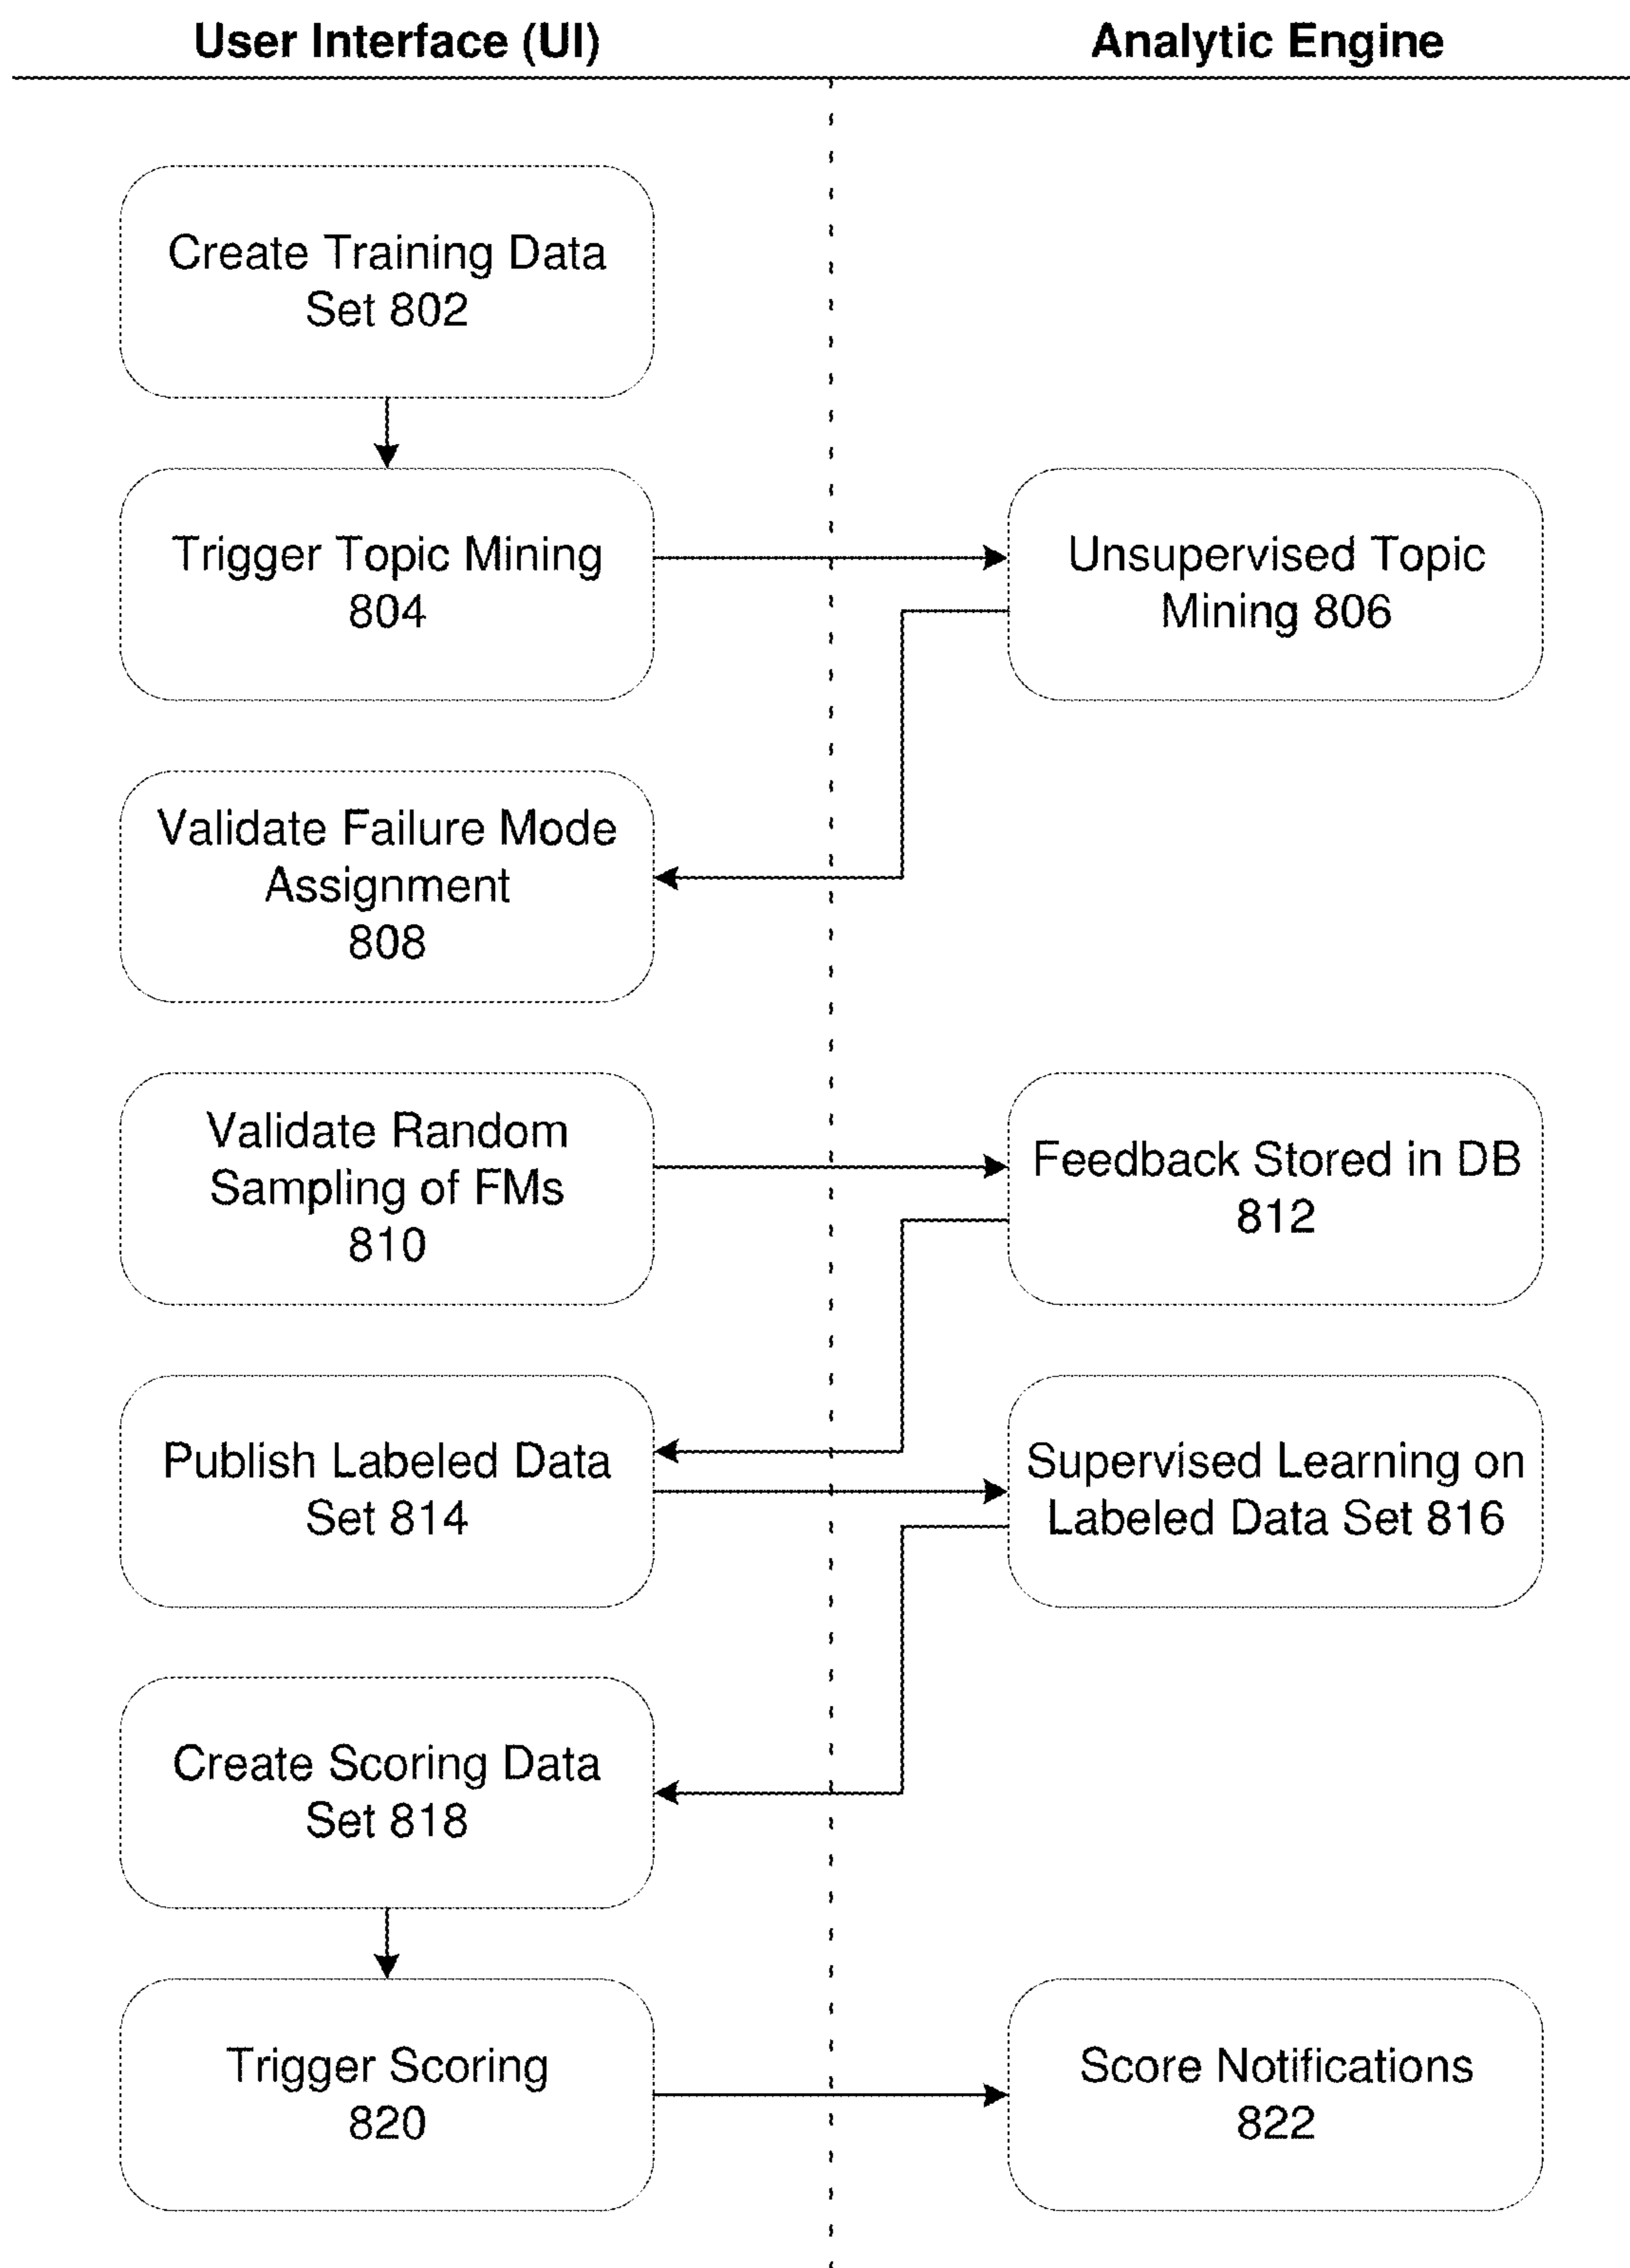 User Interface (UI)
Analytic Engine
Create Training Data
Set 802
Trigger Topic Mining
804
Unsupervised Topic
Mining 806
Validate Failure Mode
Assignment
808
Validate Random
Sampling of FMs
810
Feedback Stored in DB
812
Publish Labeled Data
Set 814
Supervised Learning on
Labeled Data Set 816
Create Scoring Data
Set 818
Trigger Scoring
820
Score Notifications
822